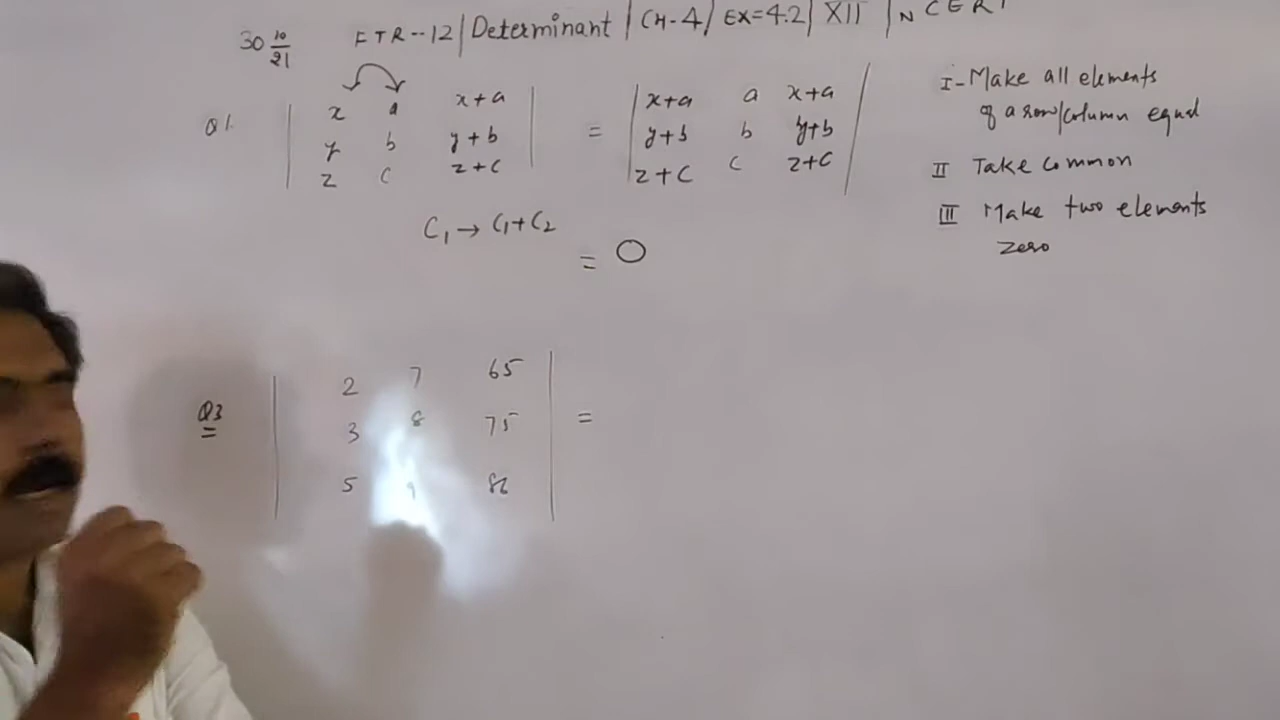 30 10/21 FTR--12 | Determinant | CH-4 | EX=4.2 | XII | NCERT
Q1. | x a x+a | = | x+a a x+a |
| y b y+b | | y+b b y+b |
| z c z+c | | z+c c z+c |
C₁ → C₁+C₂
= 0
I - Make all elements
of a row/column equal
II Take common
III Make two elements
zero
Q3 | 2 7 65 | =
| 3 8 75 |
| 5 9 86 |